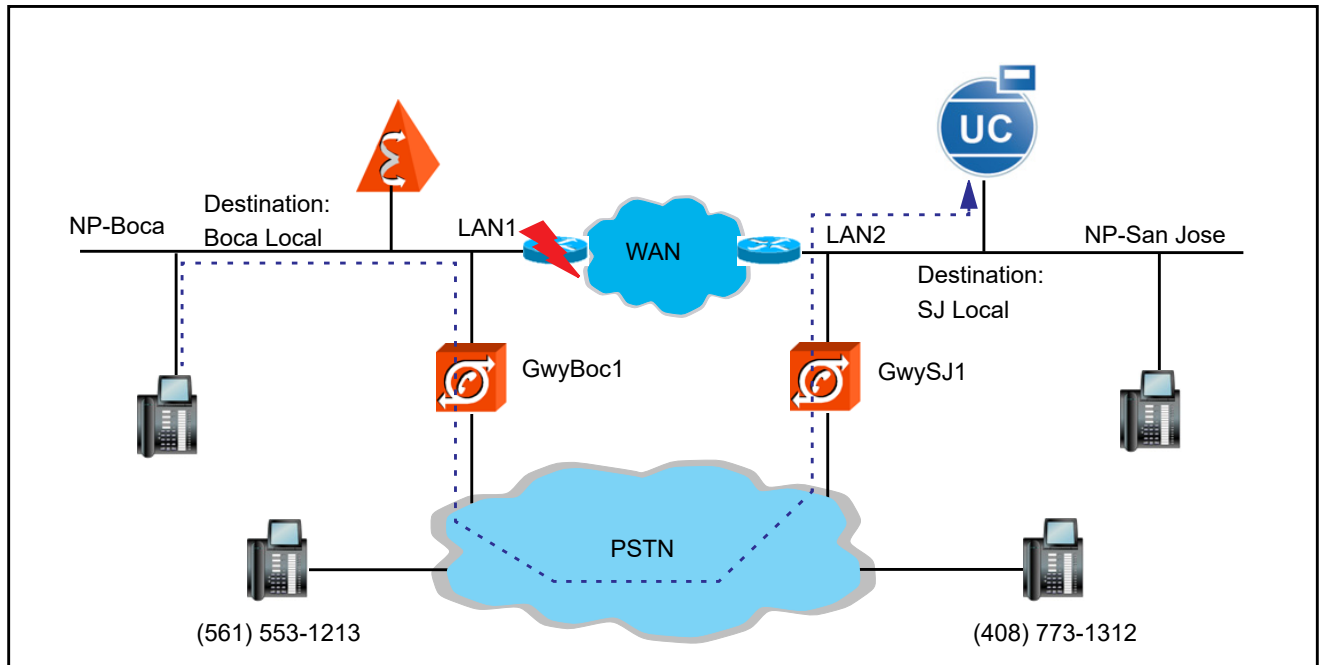 UC
Destination:
Boca Local
NP-Boca
LAN1
WAN
LAN2
NP-San Jose
Destination:
SJ Local
GwyBoc1
GwySJ1
PSTN
(561) 553-1213
(408) 773-1312